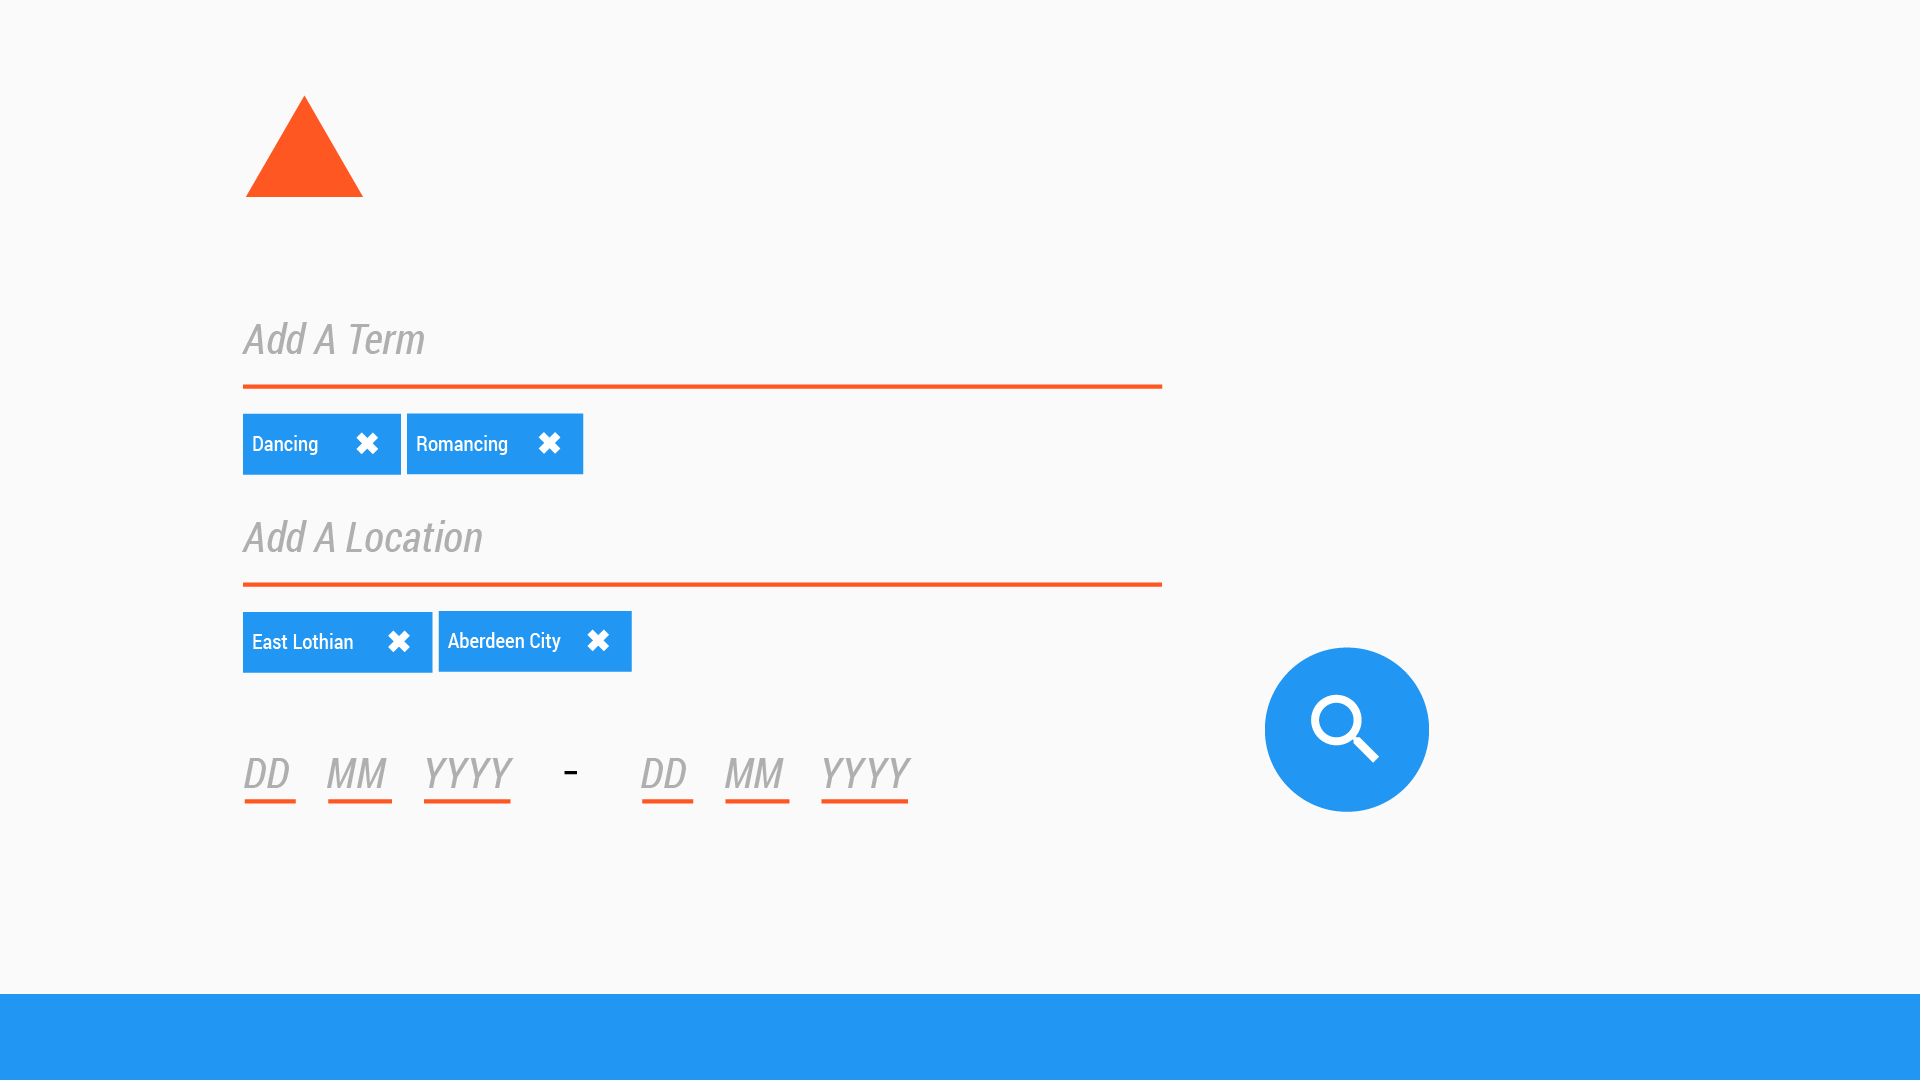 Add A Term
Dancing ✖ Romancing ✖
Add A Location
East Lothian ✖ Aberdeen City ✖
DD MM YYYY - DD MM YYYY